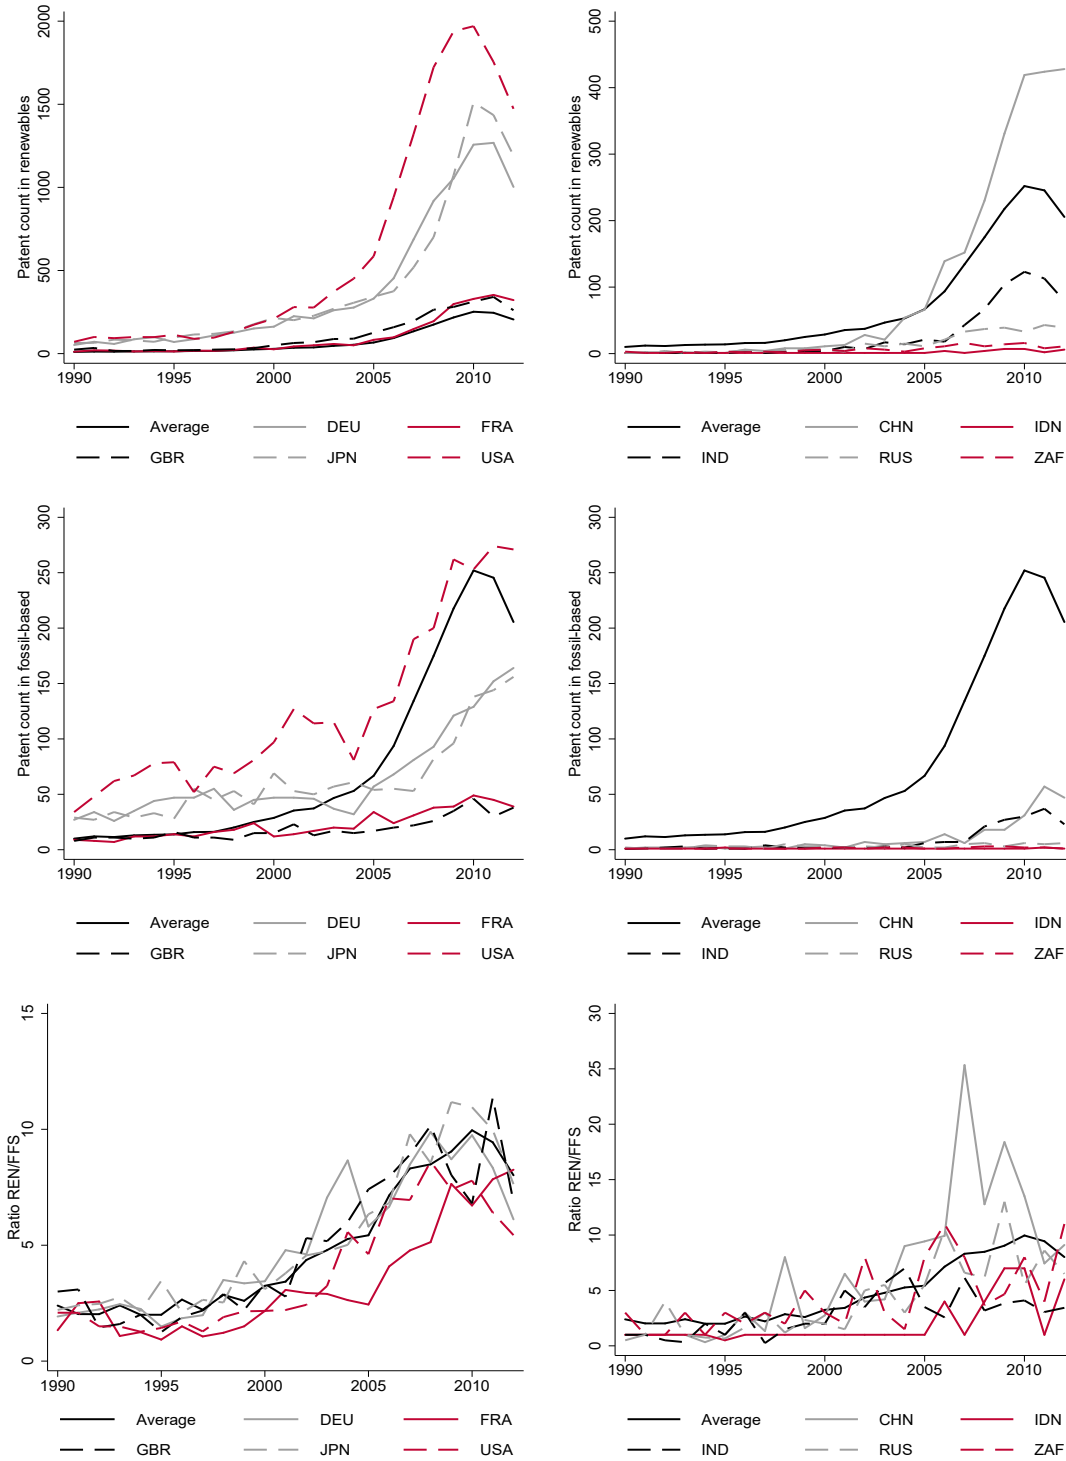 Patent count in renewables
2000
1500
1000
500
0
1990 1995 2000 2005 2010
Average DEU FRA
GBR JPN USA
Patent count in renewables
500
400
300
200
100
0
1990 1995 2000 2005 2010
Average CHN IDN
IND RUS ZAF
Patent count in fossil-based
300
250
200
150
100
50
0
1990 1995 2000 2005 2010
Average DEU FRA
GBR JPN USA
Patent count in fossil-based
300
250
200
150
100
50
0
1990 1995 2000 2005 2010
Average CHN IDN
IND RUS ZAF
Ratio REN/FFS
15
10
5
0
1990 1995 2000 2005 2010
Average DEU FRA
GBR JPN USA
Ratio REN/FFS
30
25
20
15
10
5
0
1990 1995 2000 2005 2010
Average CHN IDN
IND RUS ZAF